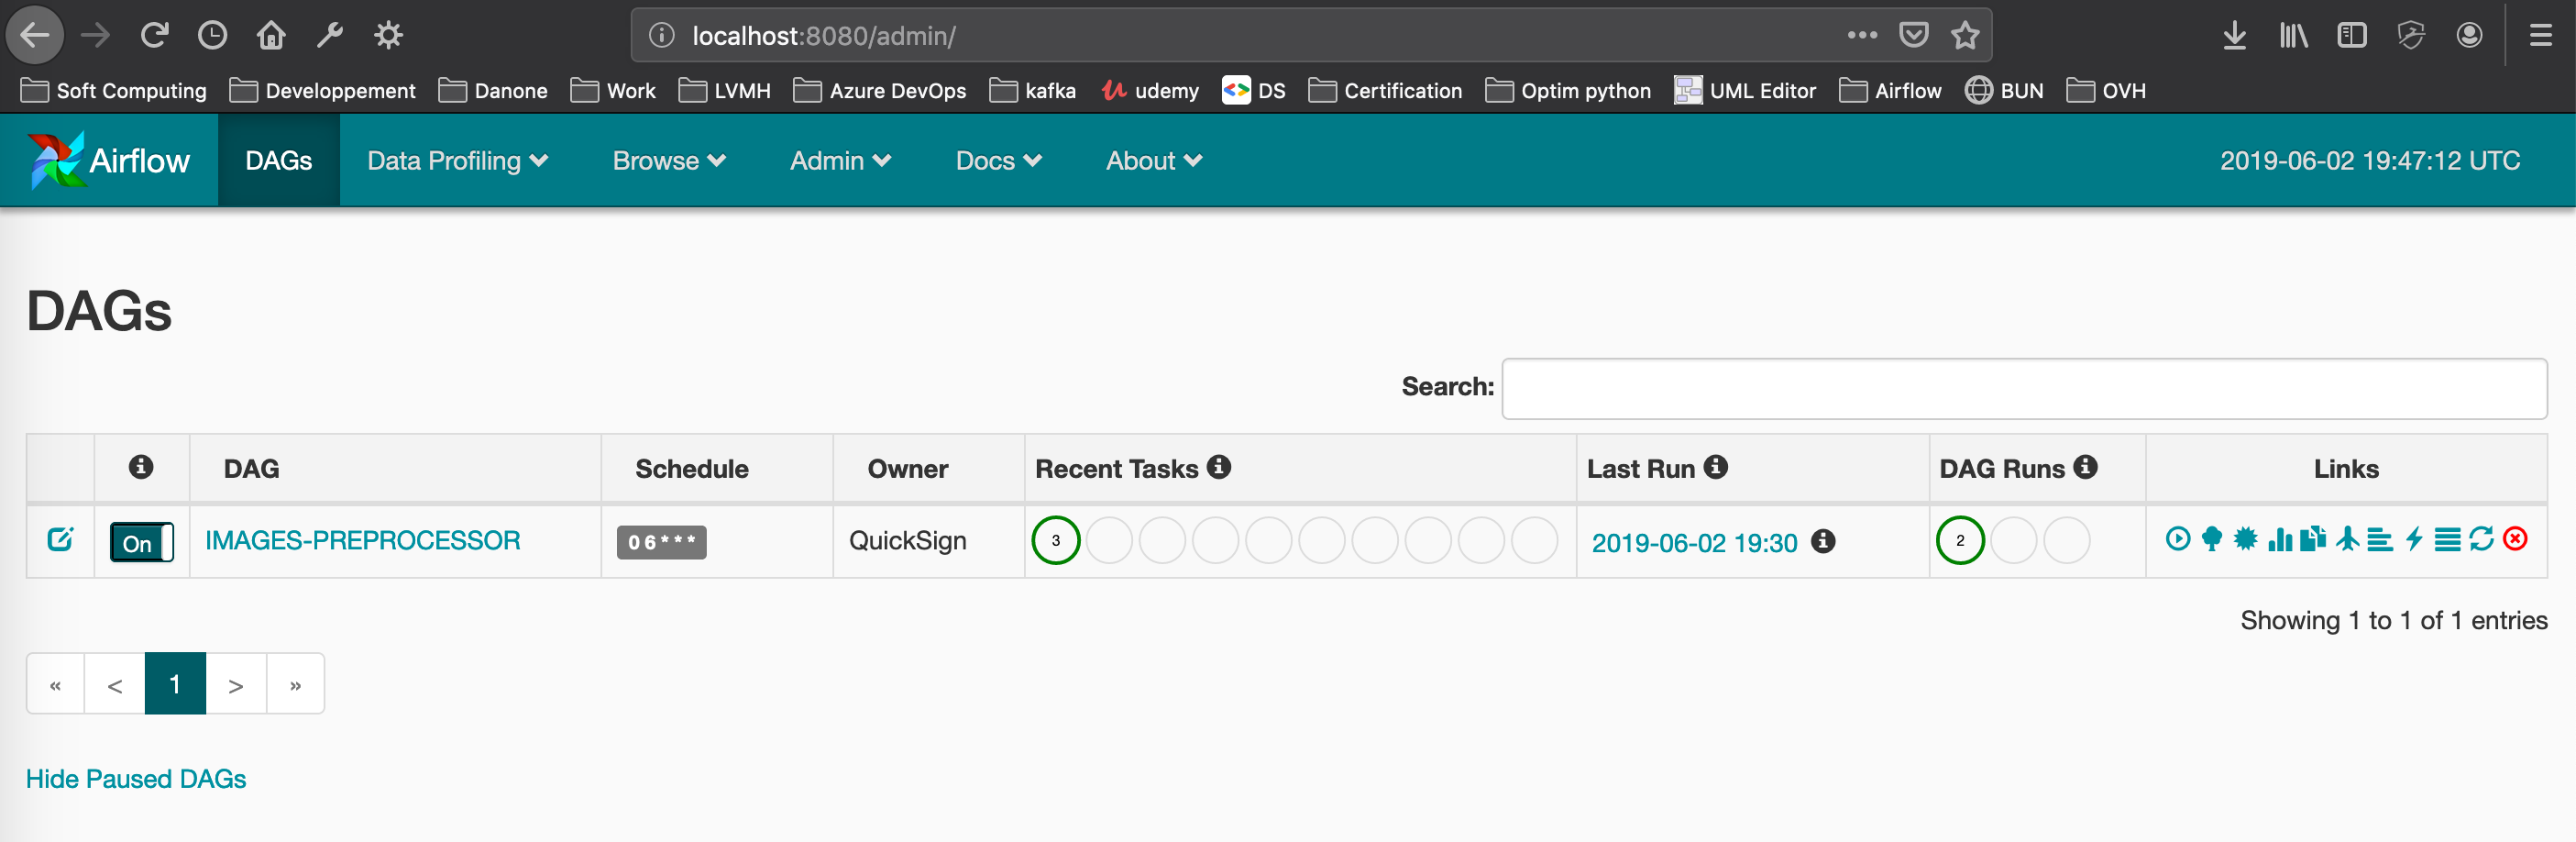 localhost:8080/admin/
Soft Computing Developpement Danone Work LVMH Azure DevOps kafka udemy DS Certification Optim python UML Editor Airflow BUN OVH
Airflow DAGs Data Profiling Browse Admin Docs About 2019-06-02 19:47:12 UTC
DAGs
Search:
DAG Schedule Owner Recent Tasks Last Run DAG Runs Links
On IMAGES-PREPROCESSOR 0 6 * * * QuickSign 3 2019-06-02 19:30 2
Showing 1 to 1 of 1 entries
« < 1 > »
Hide Paused DAGs